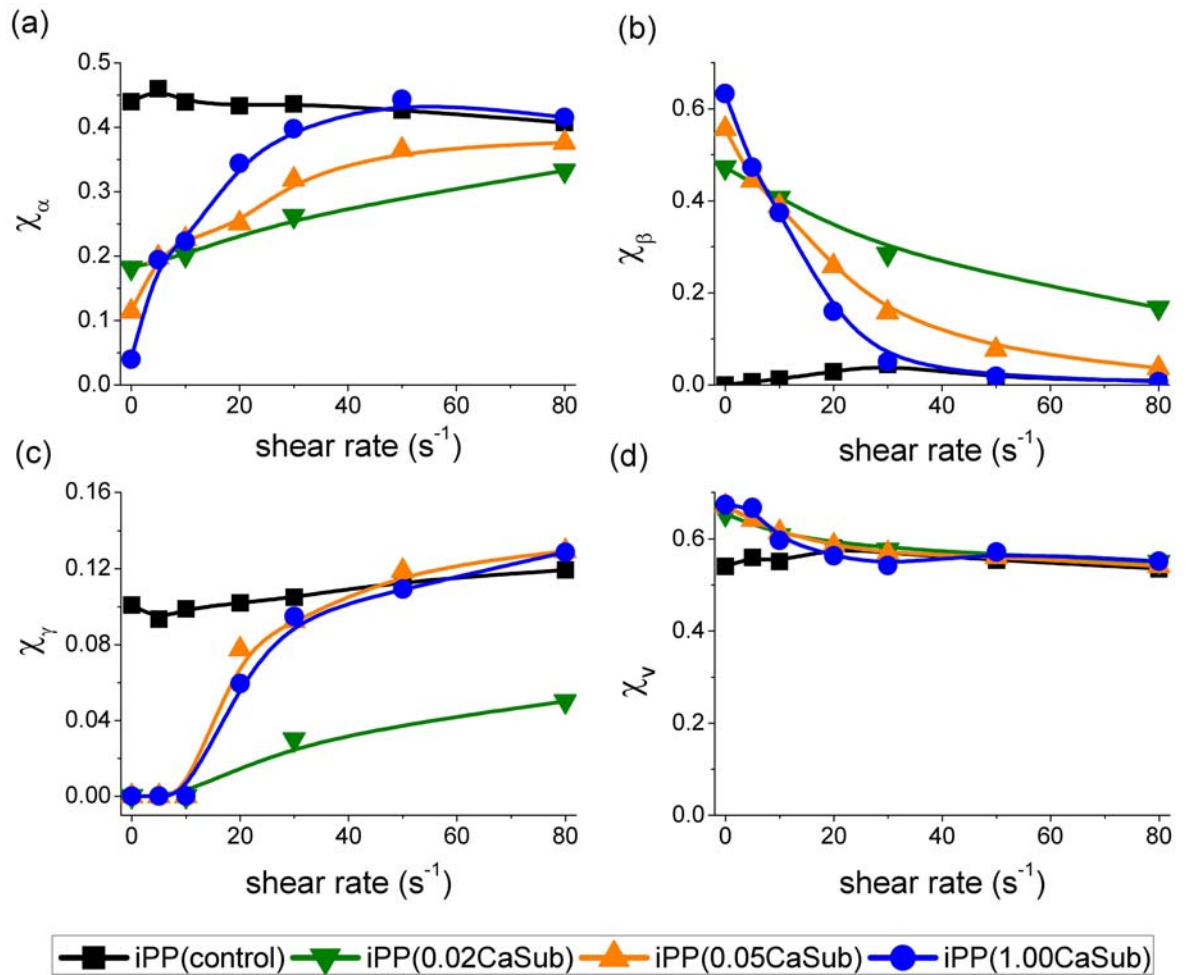 (a)
(b)
0.5
0.4
0.3
0.2
0.1
0.0
χα
0 20 40 60 80
shear rate (s⁻¹)
0.6
0.4
0.2
0.0
χβ
0 20 40 60 80
shear rate (s⁻¹)
(c)
(d)
0.16
0.12
0.08
0.04
0.00
χγ
0 20 40 60 80
shear rate (s⁻¹)
0.6
0.4
0.2
0.0
χv
0 20 40 60 80
shear rate (s⁻¹)
iPP(control) iPP(0.02CaSub) iPP(0.05CaSub) iPP(1.00CaSub)